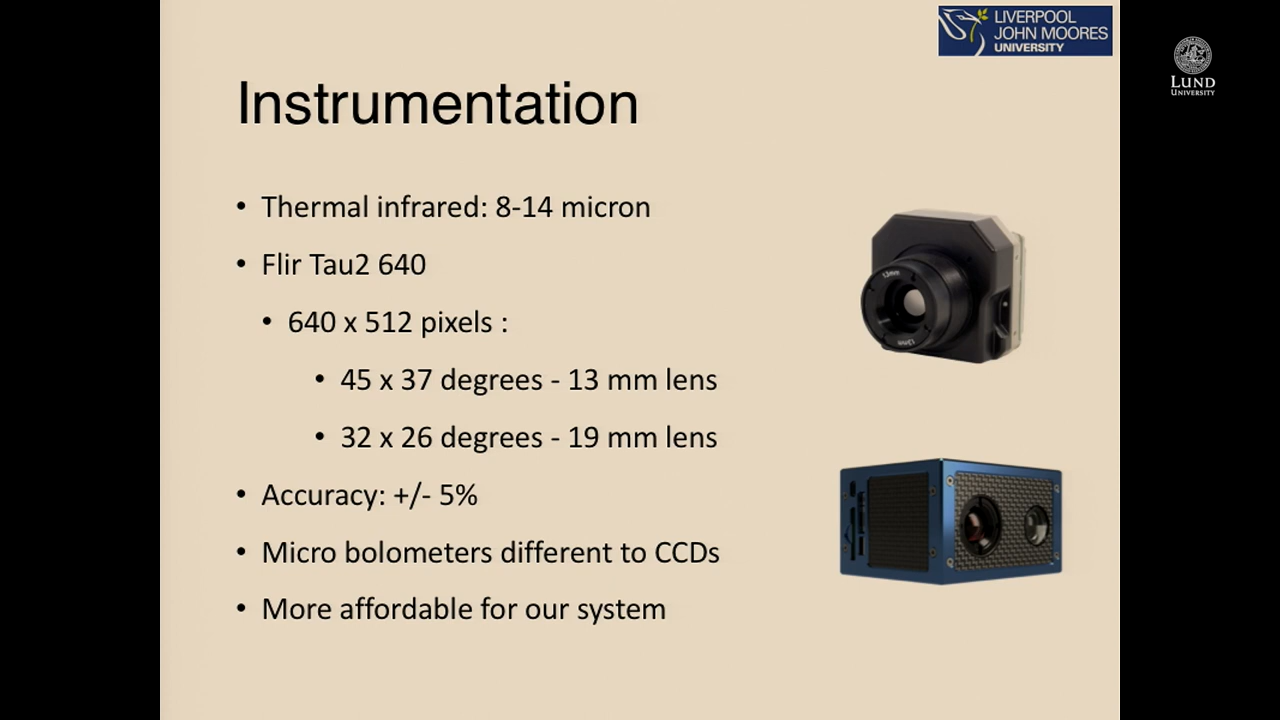 LIVERPOOL
JOHN MOORES
UNIVERSITY
LUND
UNIVERSITY
Instrumentation
• Thermal infrared: 8-14 micron
• Flir Tau2 640
• 640 x 512 pixels :
• 45 x 37 degrees - 13 mm lens
• 32 x 26 degrees - 19 mm lens
• Accuracy: +/- 5%
• Micro bolometers different to CCDs
• More affordable for our system
13mm
13mm